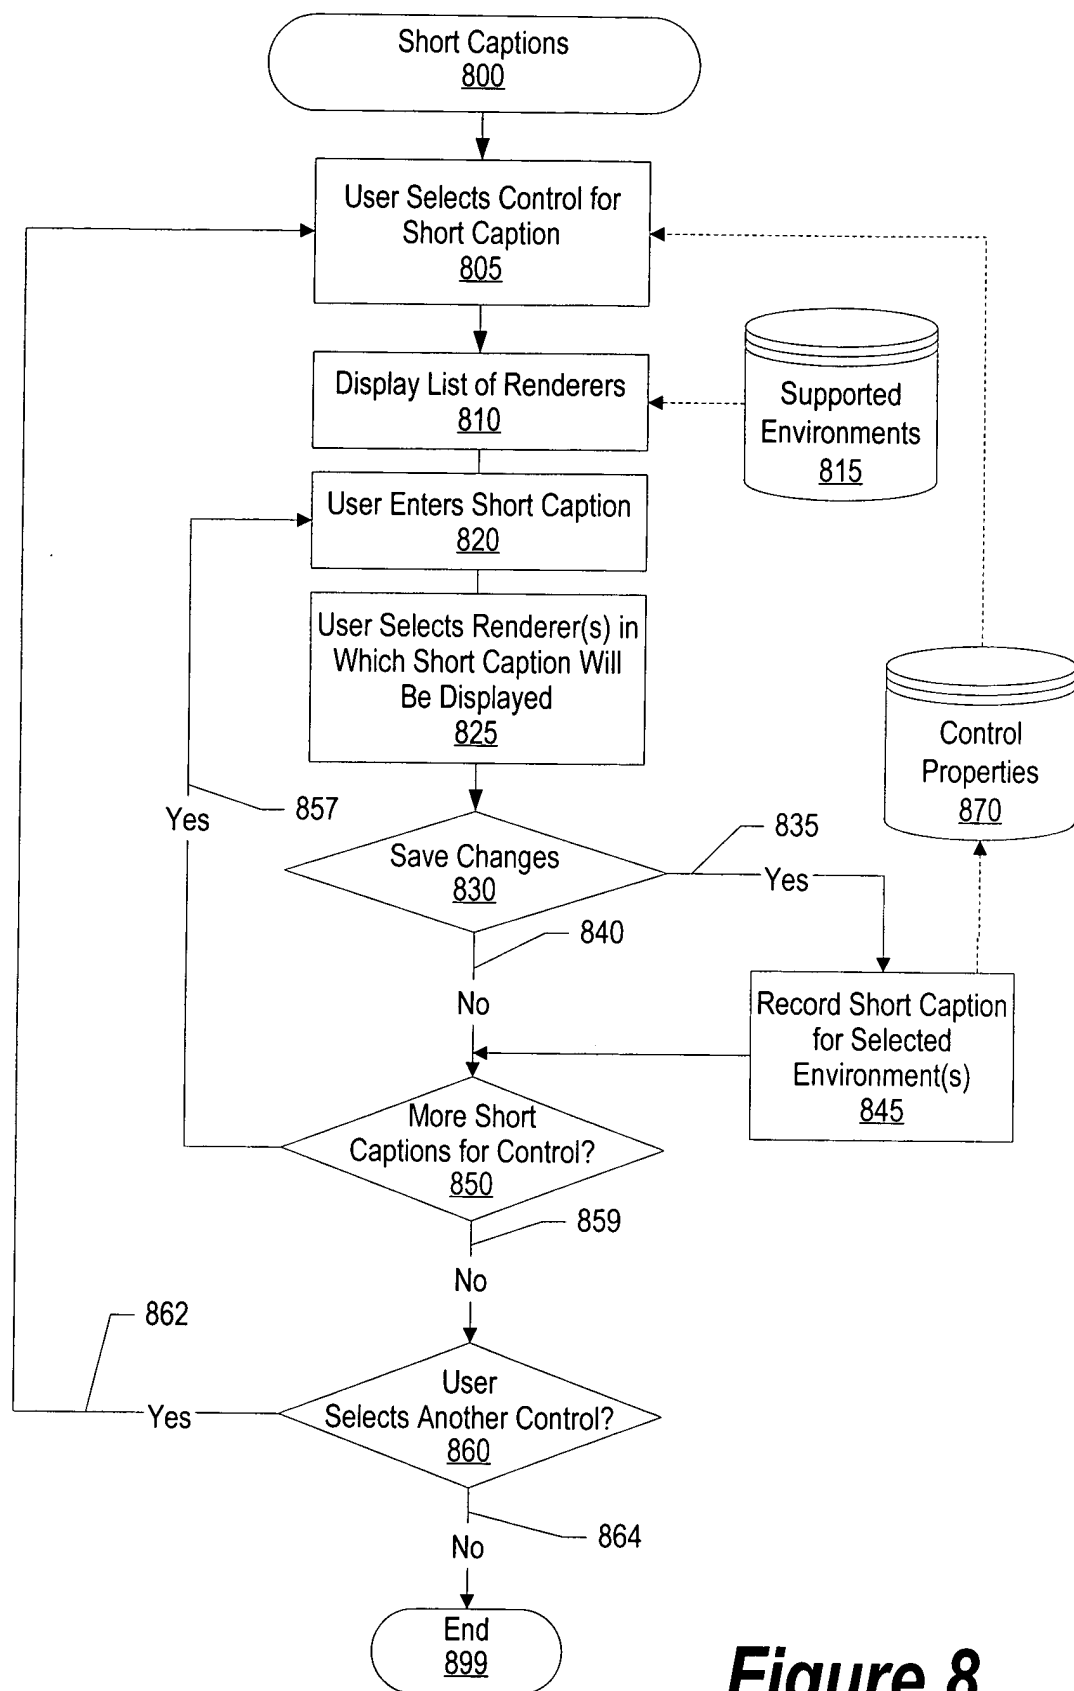 Short Captions
800
User Selects Control for
Short Caption
805
Display List of Renderers
810
Supported
Environments
815
User Enters Short Caption
820
User Selects Renderer(s) in
Which Short Caption Will
Be Displayed
825
Control
Properties
870
857
Yes
835
Save Changes
830
Yes
840
No
Record Short Caption
for Selected
Environment(s)
845
More Short
Captions for Control?
850
859
No
862
User
Selects Another Control?
860
Yes
864
No
End
899
Figure 8